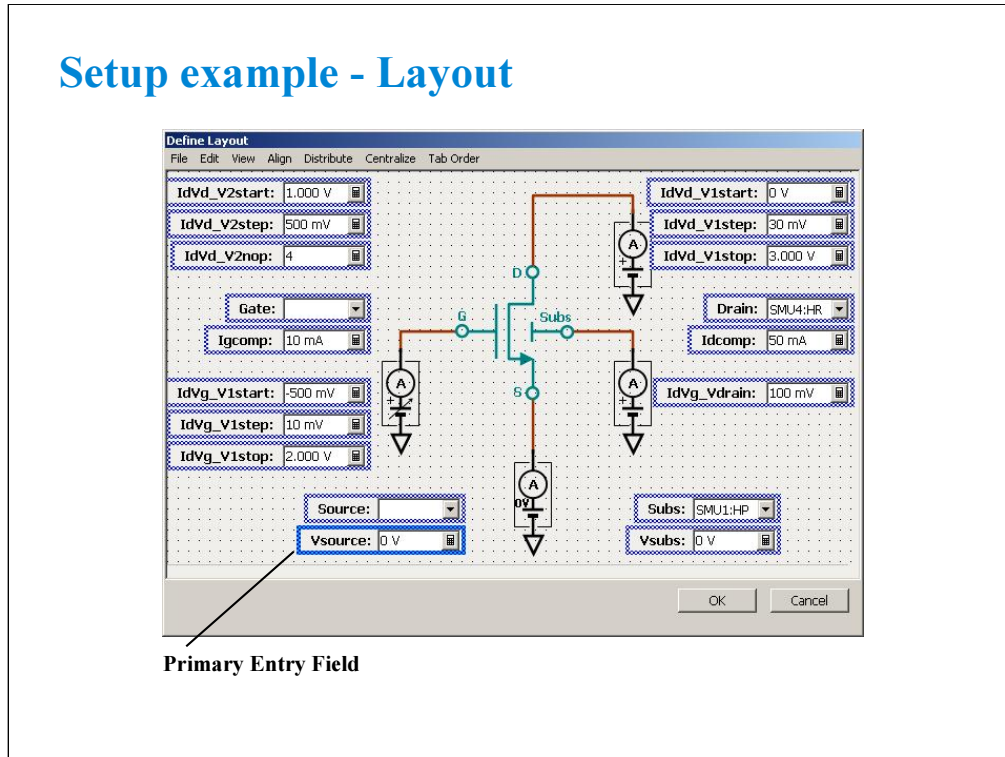 Setup example - Layout
Define Layout
File Edit View Align Distribute Centralize Tab Order
IdVd_V2start: 1.000 V
IdVd_V2step: 500 mV
IdVd_V2nop: 4
IdVd_V1start: 0 V
IdVd_V1step: 30 mV
IdVd_V1stop: 3.000 V
Gate:
Igcomp: 10 mA
Drain: SMU4:HR
Idcomp: 50 mA
IdVg_V1start: -500 mV
IdVg_V1step: 10 mV
IdVg_V1stop: 2.000 V
IdVg_Vdrain: 100 mV
A
+
D
G
Subs
A
+
A
+
S
A
0V
Source:
Vsource: 0 V
Subs: SMU1:HP
Vsubs: 0 V
OK Cancel
Primary Entry Field